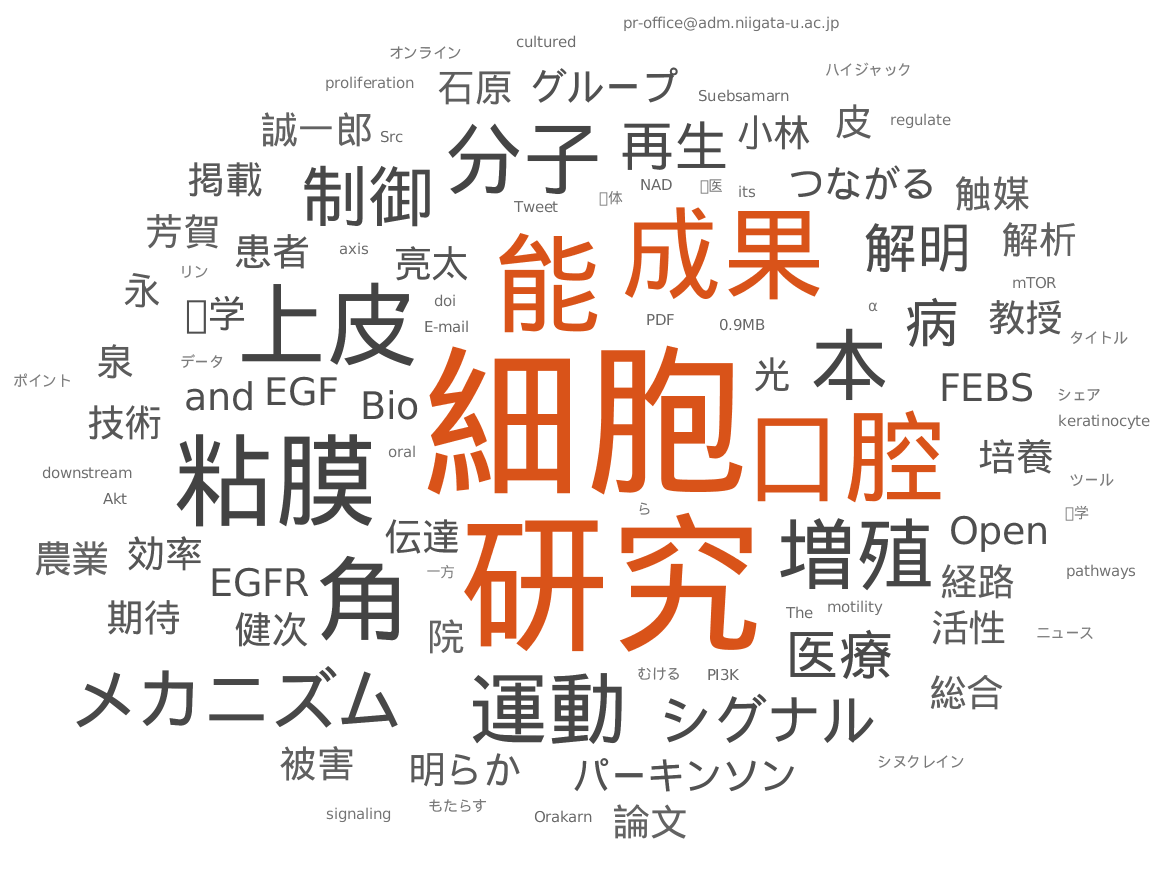 pr-office@adm.niigata-u.ac.jp
cultured
オンライン
ハイジャック
proliferation
石原
グループ
Suebsamarn
誠一郎
Src
分子
再生
小林
皮
regulate
掲載
制御
体
NAD
医
its
つながる
触媒
Tweet
芳賀
患者
axis
亮太
能
成果
解明
解析
永
リン
学
上皮
doi
E-mail
PDF
0.9MB
α
病
mTOR
教授
タイトル
泉
データ
細胞
光
本
ポイント
技術
and
EGF
Bio
FEBS
シェア
keratinocyte
粘膜
oral
口腔
培養
downstream
Akt
ツール
ら
学
農業
効率
伝達
一方
研究
増殖
Open
経路
pathways
期待
EGFR
健次
角
院
The
motility
活性
ニュース
医療
メカニズム
運動
むける
PI3K
シグナル
総合
被害
明らか
パーキンソン
シヌクレイン
signaling
もたらす
Orakarn
論文